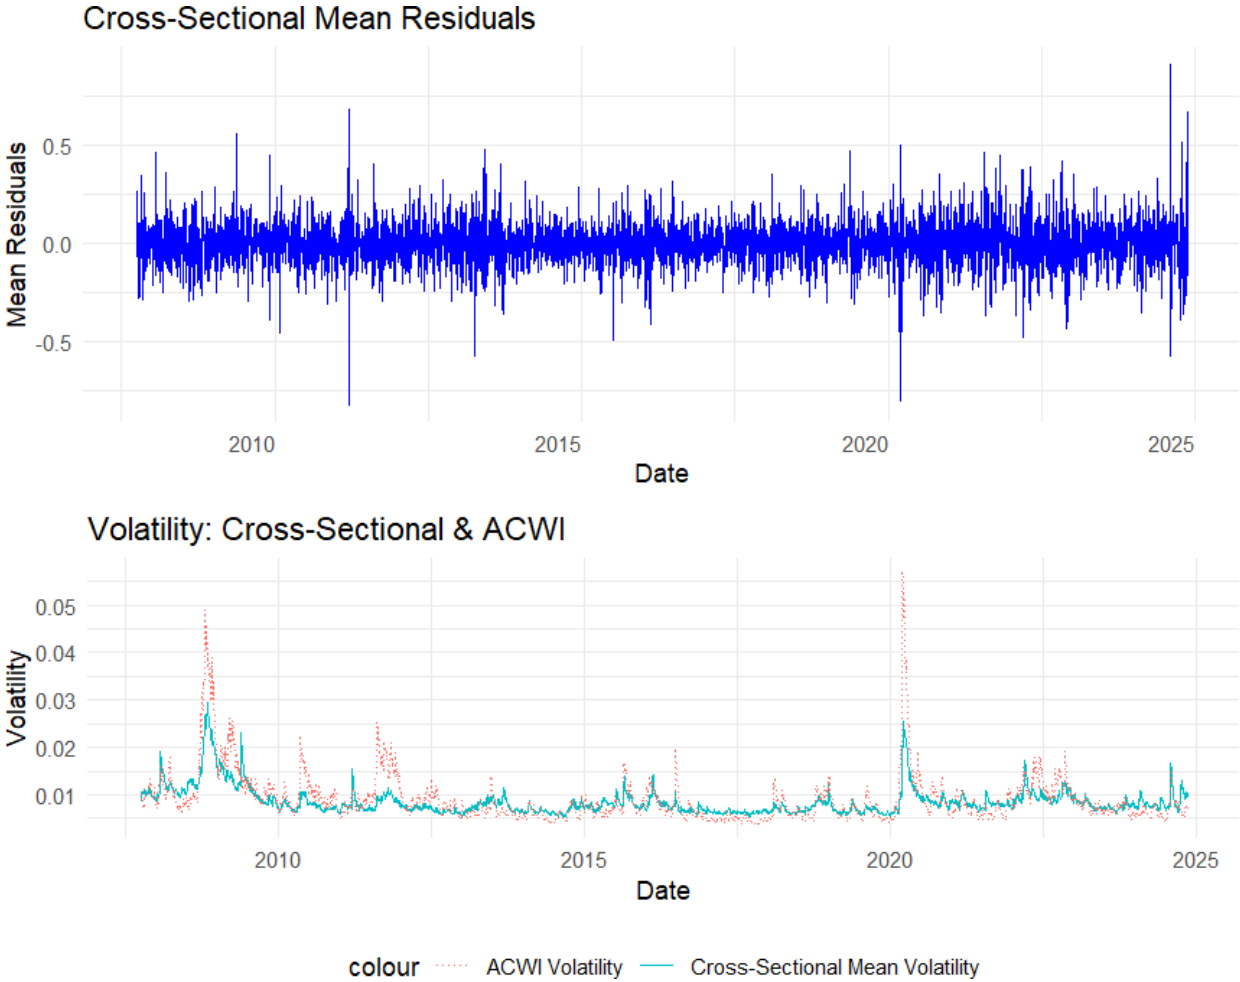 Cross-Sectional Mean Residuals
Mean Residuals
0.5
0.0
-0.5
2010 2015 2020 2025
Date
Volatility: Cross-Sectional & ACWI
Volatility
0.05
0.04
0.03
0.02
0.01
2010 2015 2020 2025
Date
colour ACWI Volatility Cross-Sectional Mean Volatility